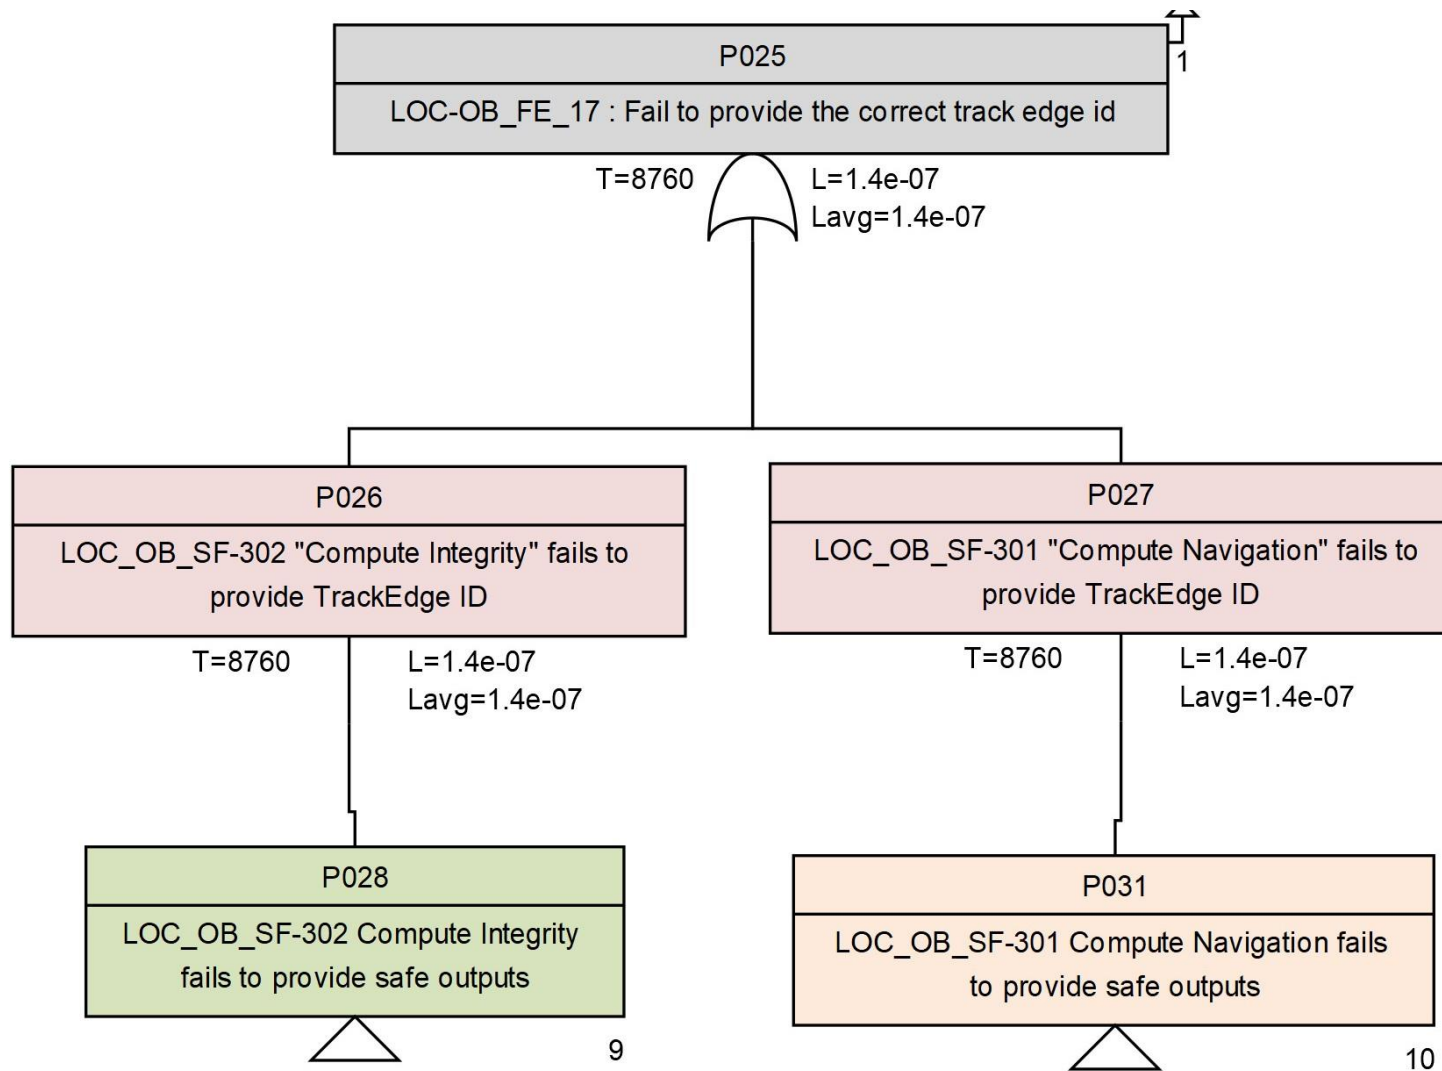 P025
1
LOC-OB_FE_17 : Fail to provide the correct track edge id
T=8760
L=1.4e-07
Lavg=1.4e-07
P026
LOC_OB_SF-302 "Compute Integrity" fails to
provide TrackEdge ID
P027
LOC_OB_SF-301 "Compute Navigation" fails to
provide TrackEdge ID
T=8760
L=1.4e-07
Lavg=1.4e-07
T=8760
L=1.4e-07
Lavg=1.4e-07
P028
LOC_OB_SF-302 Compute Integrity
fails to provide safe outputs
9
P031
LOC_OB_SF-301 Compute Navigation fails
to provide safe outputs
10